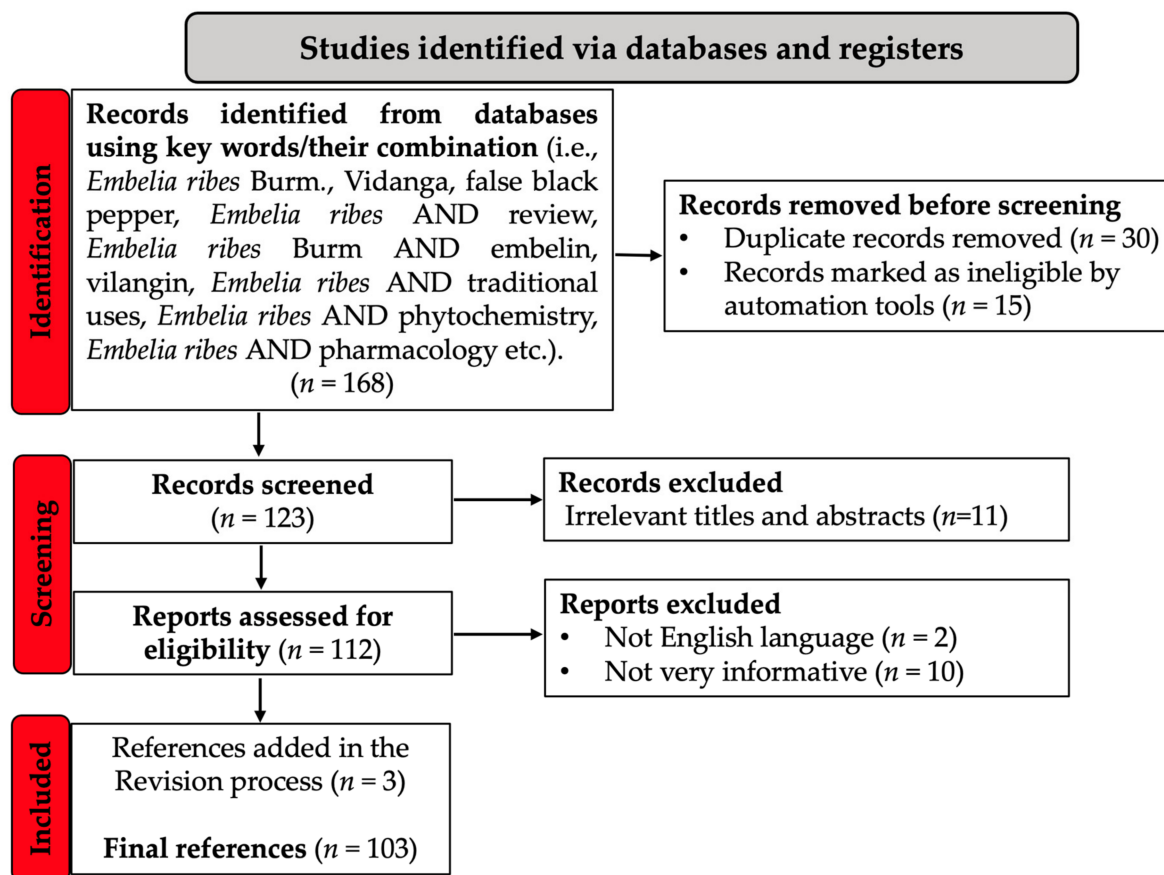 Studies identified via databases and registers
Identification
Records identified from databases
using key words/their combination (i.e.,
Embelia ribes Burm., Vidanga, false black
pepper, Embelia ribes AND review,
Embelia ribes Burm AND embelin,
vilangin, Embelia ribes AND traditional
uses, Embelia ribes AND phytochemistry,
Embelia ribes AND pharmacology etc.).
(n = 168)
Records removed before screening
• Duplicate records removed (n = 30)
• Records marked as ineligible by
automation tools (n = 15)
Screening
Records screened
(n = 123)
Records excluded
Irrelevant titles and abstracts (n=11)
Reports assessed for
eligibility (n = 112)
Reports excluded
• Not English language (n = 2)
• Not very informative (n = 10)
Included
References added in the
Revision process (n = 3)
Final references (n = 103)